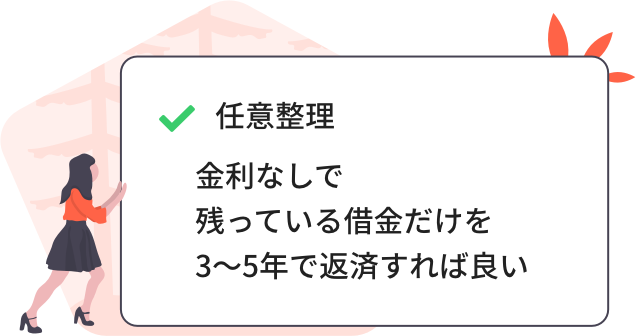 任意整理
金利なしで
残っている借金だけを
3〜5年で返済すれば良い